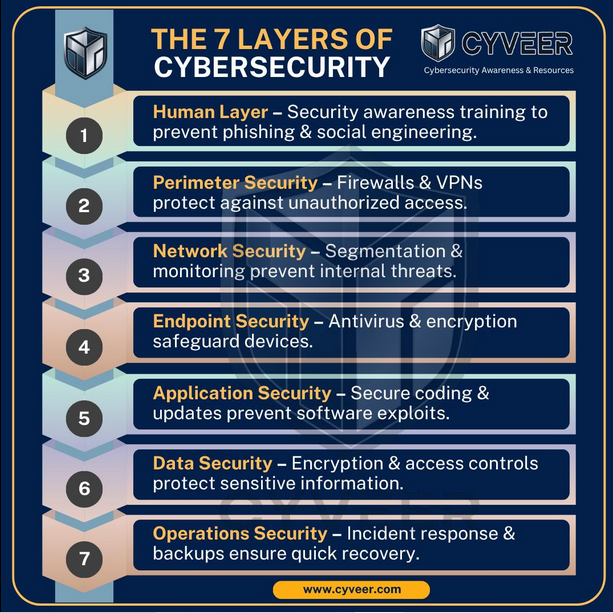 THE 7 LAYERS OF
CYBERSECURITY
CYVEER
Cybersecurity Awareness & Resources
1
Human Layer – Security awareness training to
prevent phishing & social engineering.
2
Perimeter Security – Firewalls & VPNs
protect against unauthorized access.
3
Network Security – Segmentation &
monitoring prevent internal threats.
4
Endpoint Security – Antivirus & encryption
safeguard devices.
5
Application Security – Secure coding &
updates prevent software exploits.
6
Data Security – Encryption & access controls
protect sensitive information.
CYVEER
7
Operations Security – Incident response &
backups ensure quick recovery.
www.cyveer.com